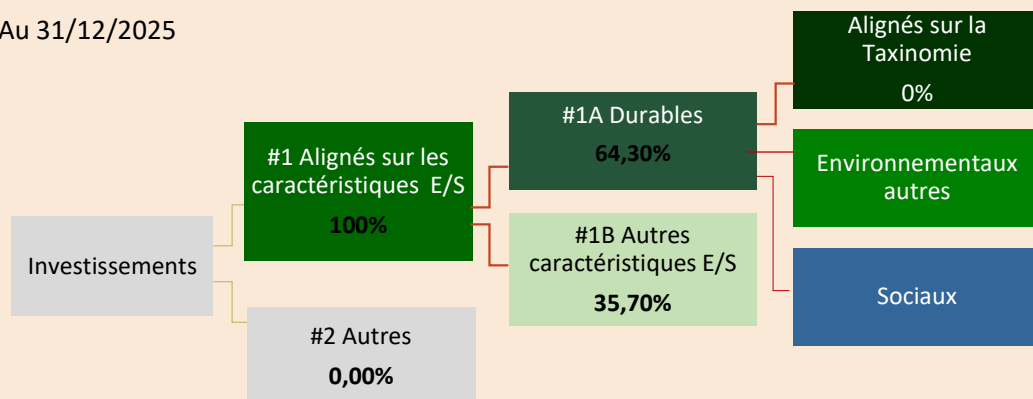 Au 31/12/2025
Investissements
#1 Alignés sur les
caractéristiques E/S
100%
#2 Autres
0,00%
#1A Durables
64,30%
#1B Autres
caractéristiques E/S
35,70%
Alignés sur la
Taxinomie
0%
Environnementaux
autres
Sociaux